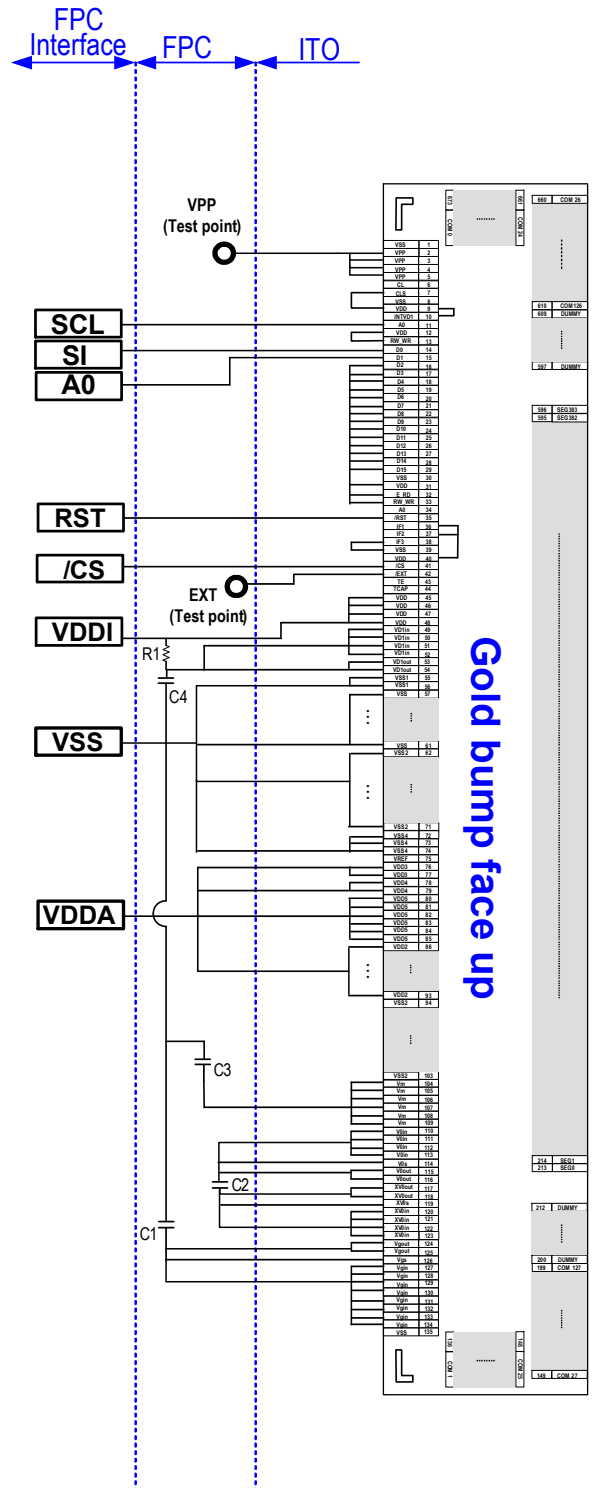 FPC
Interface
FPC
ITO
VPP
(Test point)
673 COM 0
........
661 COM 24
660 COM 26
610 COM126
609 DUMMY
597 DUMMY
596 SEG383
595 SEG382
VSS 1
VPP 2
VPP 3
VPP 4
VPP 5
CL 6
CLS 7
VSS 8
VDD 9
INTVD1 10
A0 11
VDD 12
RW_WR 13
D0 14
D1 15
D2 16
D3 17
D4 18
D5 19
D6 20
D7 21
D8 22
D9 23
D10 24
D11 25
D12 26
D13 27
D14 28
D15 29
VSS 30
VDD 31
E_RD 32
RW_WR 33
A0 34
/RST 35
IF1 36
IF2 37
IF3 38
VSS 39
VDD 40
/CS 41
/EXT 42
TE 43
TCAP 44
VDD 45
VDD 46
VDD 47
VDD 48
VD1in 49
VD1in 50
VD1in 51
VD1in 52
VD1out 53
VD1out 54
VSS1 55
VSS1 56
VSS 57
VSS 61
VSS2 62
VSS2 71
VSS4 72
VSS4 73
VSS4 74
VREF 75
VDD3 76
VDD3 77
VDD4 78
VDD4 79
VDD5 80
VDD5 81
VDD5 82
VDD5 83
VDD5 84
VDD5 85
VDD2 86
VDD2 93
VSS2 94
VSS2 103
Vm 104
Vm 105
Vm 106
Vm 107
Vm 108
Vm 109
V0in 110
V0in 111
V0in 112
V0in 113
V0s 114
V0out 115
V0out 116
XV0out 117
XV0out 118
XV0s 119
XV0in 120
XV0in 121
XV0in 122
XV0in 123
Vgout 124
Vgout 125
Vgs 126
Vgin 127
Vgin 128
Vgin 129
Vgin 130
Vgin 131
Vgin 132
Vgin 133
Vgin 134
VSS 135
SCL
SI
A0
RST
/CS
EXT
(Test point)
VDDI
R1
C4
VSS
VDDA
C3
C2
C1
Gold bump face up
214 SEG1
213 SEG0
212 DUMMY
200 DUMMY
199 COM 127
136 COM 1
........
148 COM 25
149 COM 27